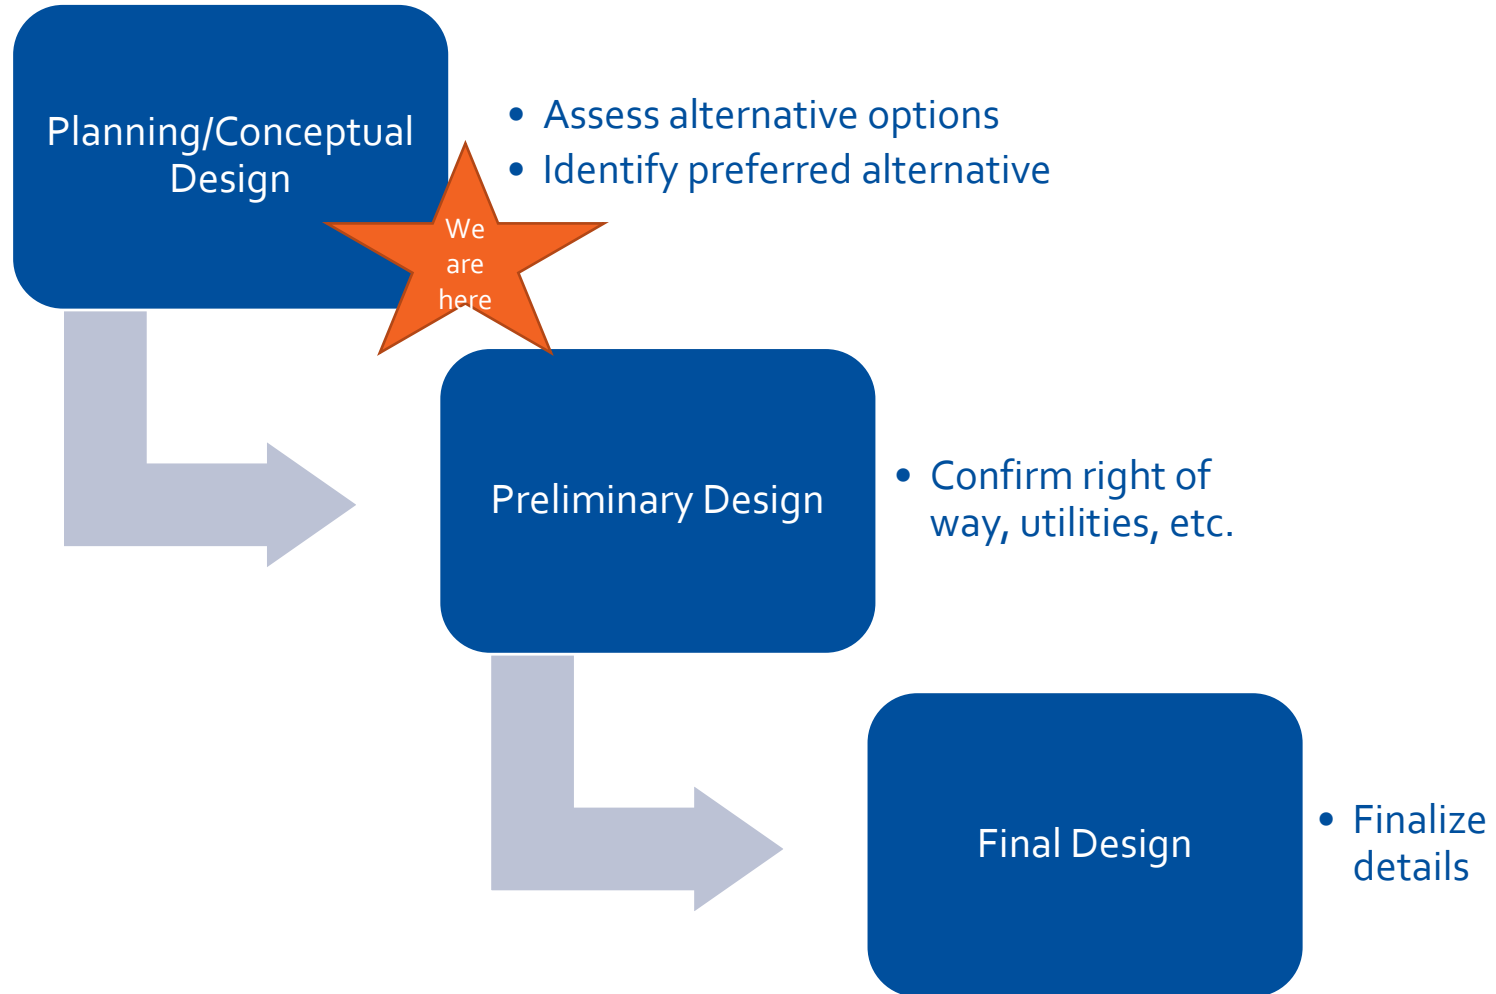 Planning/Conceptual
Design
• Assess alternative options
• Identify preferred alternative
We
are
here
Preliminary Design
• Confirm right of
way, utilities, etc.
Final Design
• Finalize
details